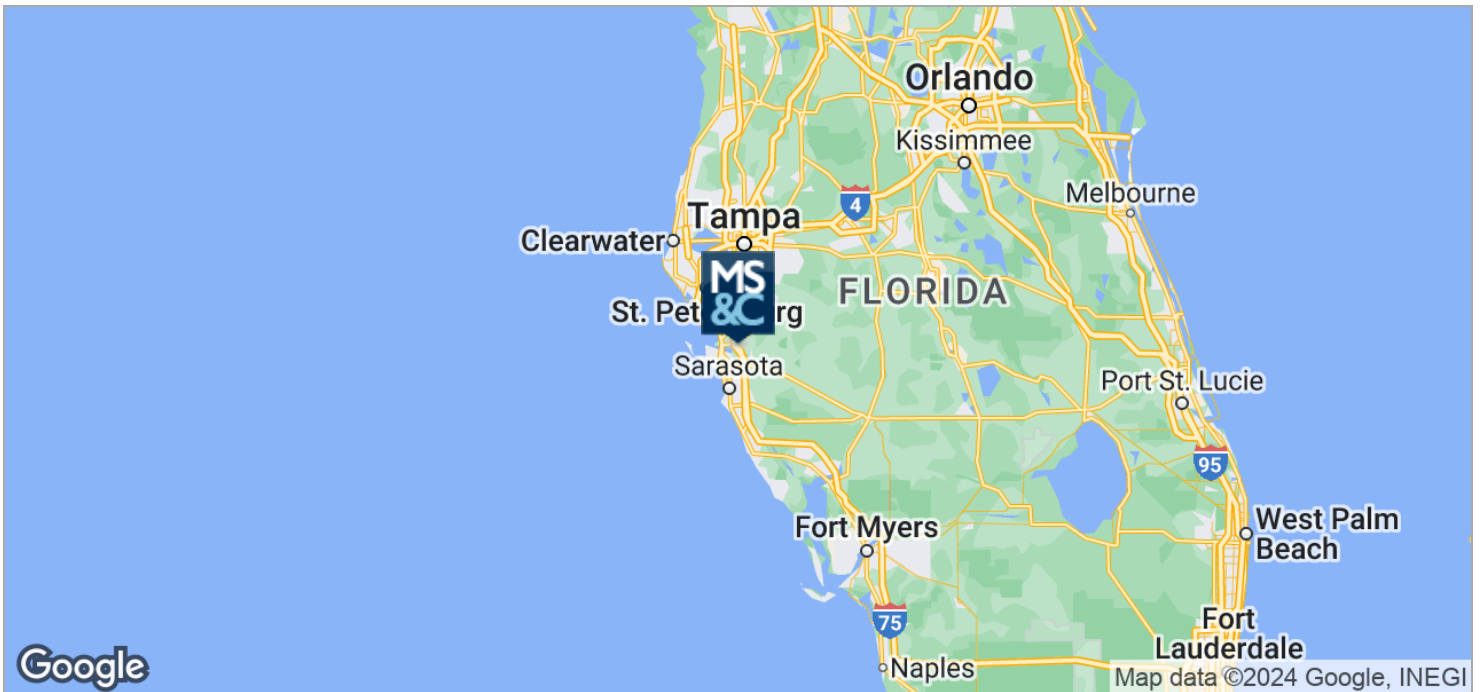 Orlando
Kissimmee
4
Melbourne
Tampa
Clearwater
MS
&C
FLORIDA
St. Pet rg
Sarasota
Port St. Lucie
95
Fort Myers
West Palm
Beach
75
Fort
Lauderdale
Naples
Google
Map data ©2024 Google, INEGI